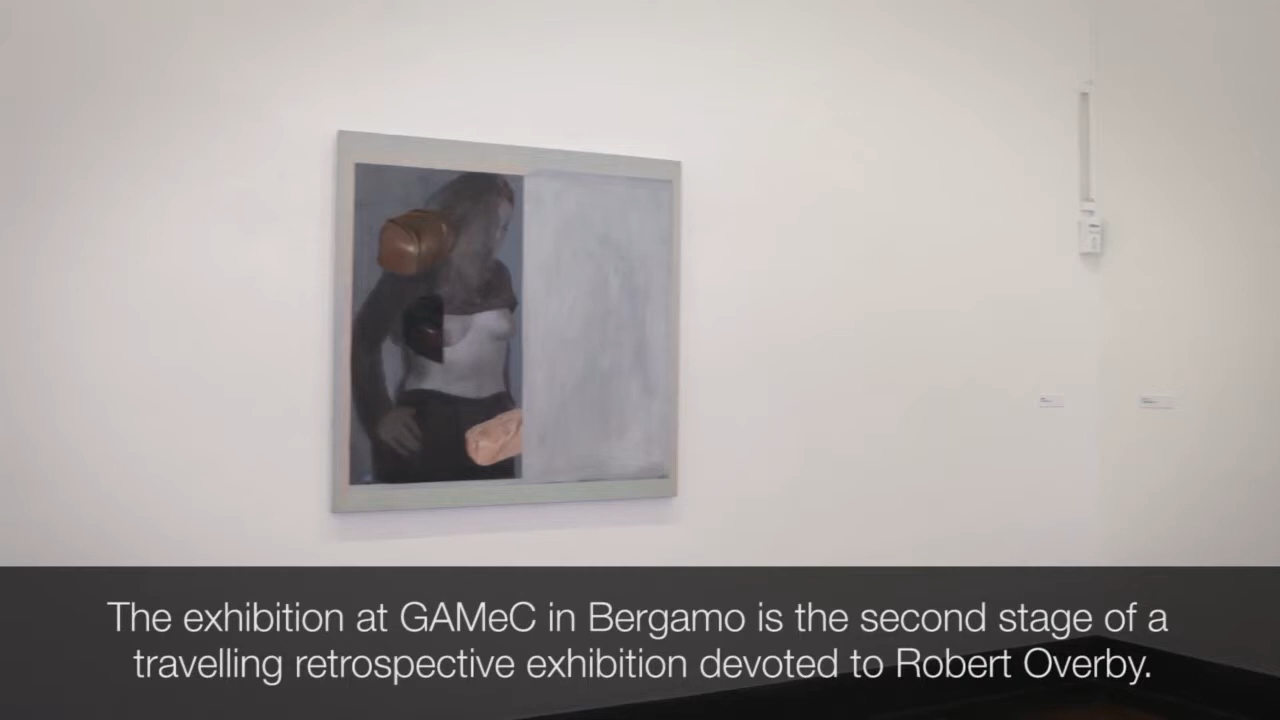 The exhibition at GAMeC in Bergamo is the second stage of a
travelling retrospective exhibition devoted to Robert Overby.